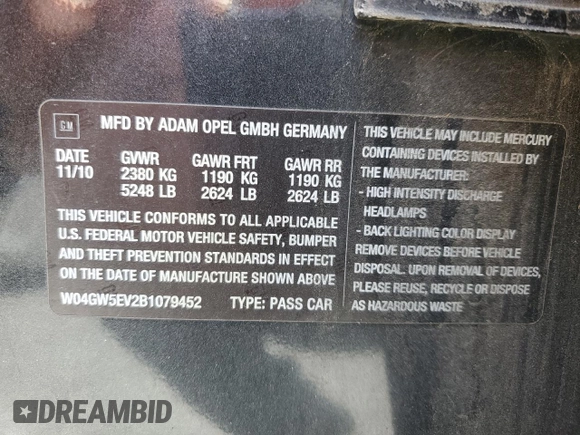 GM
MFD BY ADAM OPEL GMBH GERMANY
DATE GVWR GAWR FRT GAWR RR
11/10 2380 KG 1190 KG 1190 KG
5248 LB 2624 LB 2624 LB
THIS VEHICLE CONFORMS TO ALL APPLICABLE
U.S. FEDERAL MOTOR VEHICLE SAFETY, BUMPER
AND THEFT PREVENTION STANDARDS IN EFFECT
ON THE DATE OF MANUFACTURE SHOWN ABOVE
W04GW5EV2B1079452 TYPE: PASS CAR
THIS VEHICLE MAY INCLUDE MERCURY
CONTAINING DEVICES INSTALLED BY
THE MANUFACTURER:
- HIGH INTENSITY DISCHARGE
HEADLAMPS
- BACK LIGHTING COLOR DISPLAY
REMOVE DEVICES BEFORE VEHICLE
DISPOSAL. UPON REMOVAL OF DEVICES,
PLEASE REUSE, RECYCLE OR DISPOSE
AS HAZARDOUS WASTE
DREAMBID